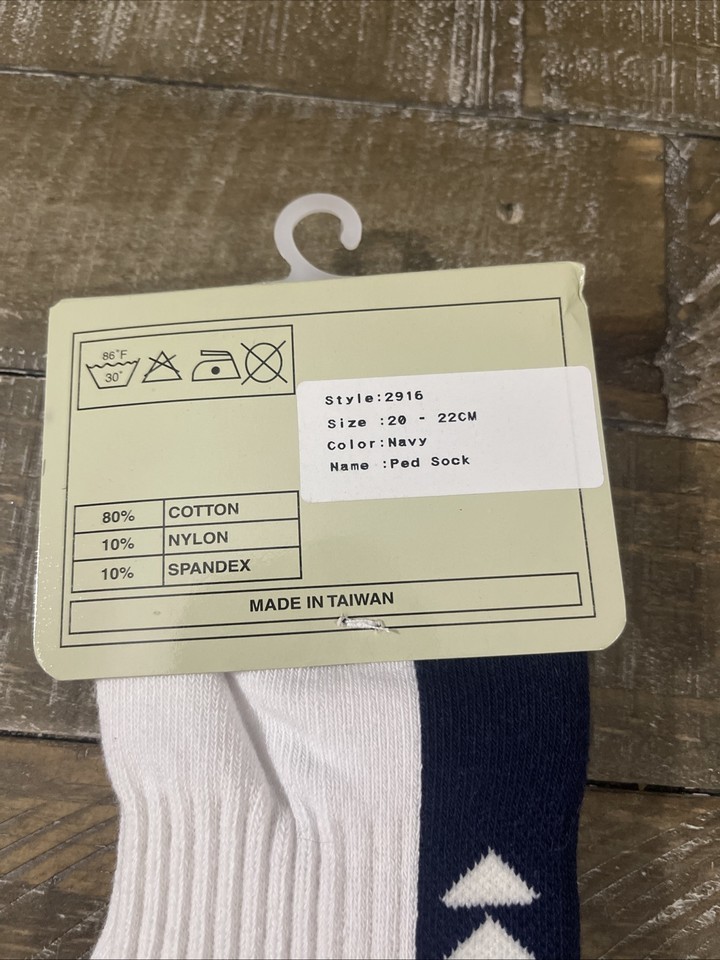 86°F
30°
Style:2916
Size :20 - 22CM
Color:Navy
Name :Ped Sock
80% COTTON
10% NYLON
10% SPANDEX
MADE IN TAIWAN